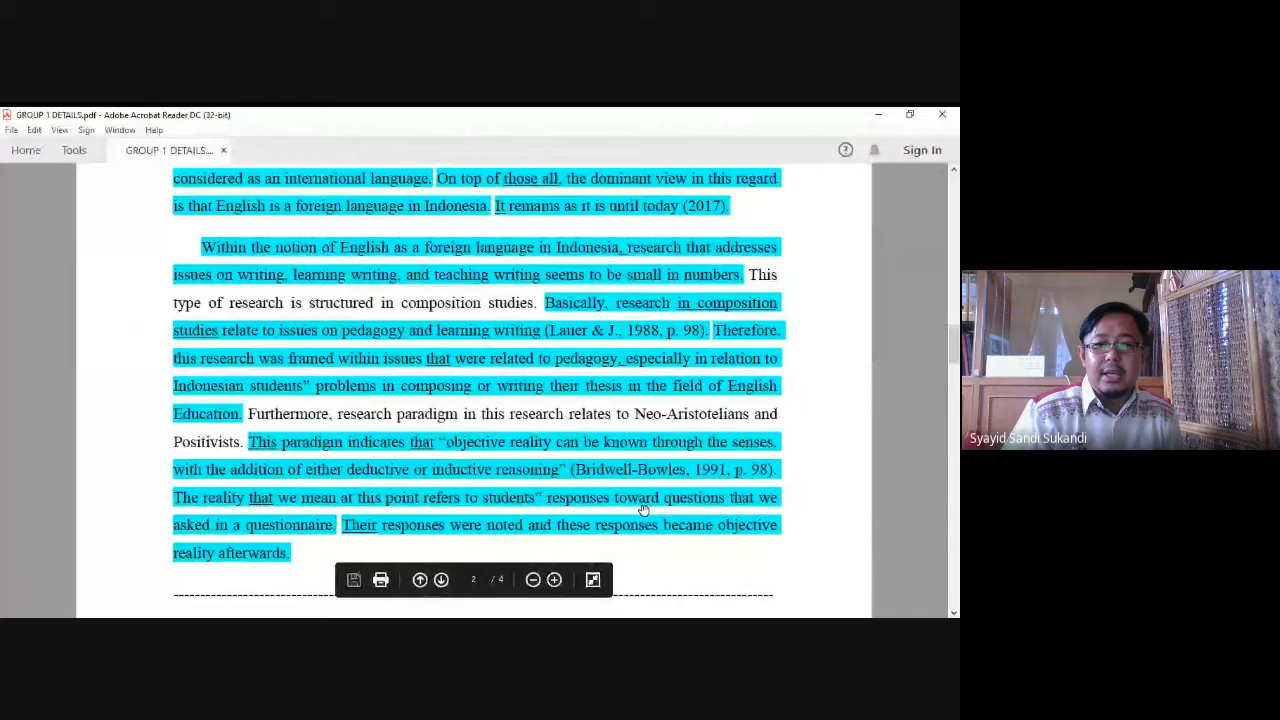 GROUP 1 DETAILS.pdf - Adobe Acrobat Reader DC (32-bit)
File Edit View Sign Window Help
Home Tools GROUP 1 DETAILS.... × Sign In
considered as an international language. On top of those all, the dominant view in this regard
is that English is a foreign language in Indonesia. It remains as it is until today (2017).
Within the notion of English as a foreign language in Indonesia, research that addresses
issues on writing, learning writing, and teaching writing seems to be small in numbers. This
type of research is structured in composition studies. Basically, research in composition
studies relate to issues on pedagogy and learning writing (Lauer & J., 1988, p. 98). Therefore,
this research was framed within issues that were related to pedagogy, especially in relation to
Indonesian students” problems in composing or writing their thesis in the field of English
Education. Furthermore, research paradigm in this research relates to Neo-Aristotelians and
Positivists. This paradigm indicates that “objective reality can be known through the senses,
with the addition of either deductive or inductive reasoning” (Bridwell-Bowles, 1991, p. 98).
The reality that we mean at this point refers to students“ responses toward questions that we
asked in a questionnaire. Their responses were noted and these responses became objective
reality afterwards.
2 / 4
Syayid Sandi Sukandi